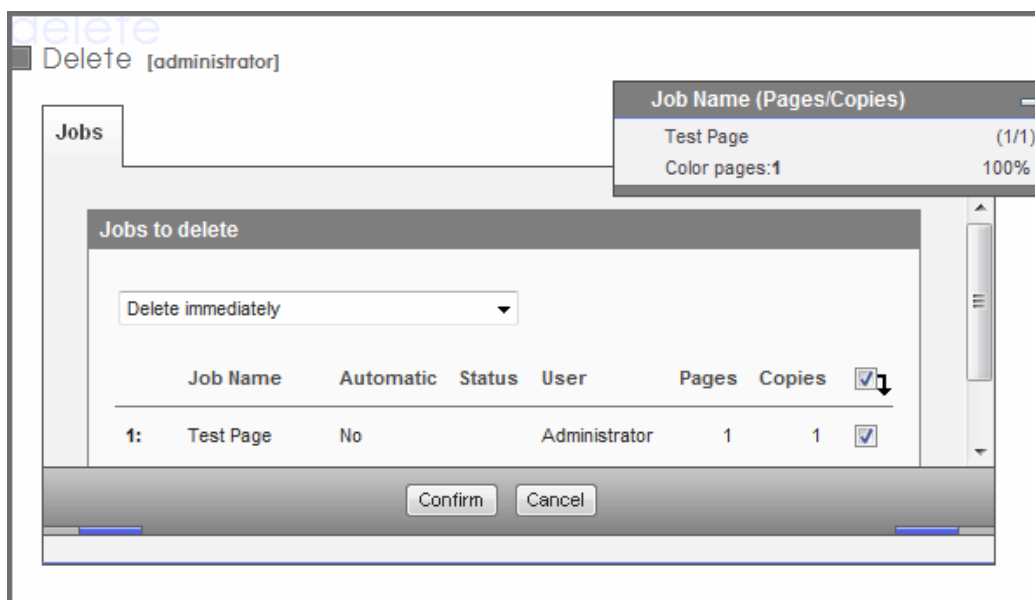 delete
Delete [administrator]
Job Name (Pages/Copies)
Test Page (1/1)
Color pages:1 100%
Jobs
Jobs to delete
Delete immediately
Job Name Automatic Status User Pages Copies
1: Test Page No Administrator 1 1
Confirm Cancel